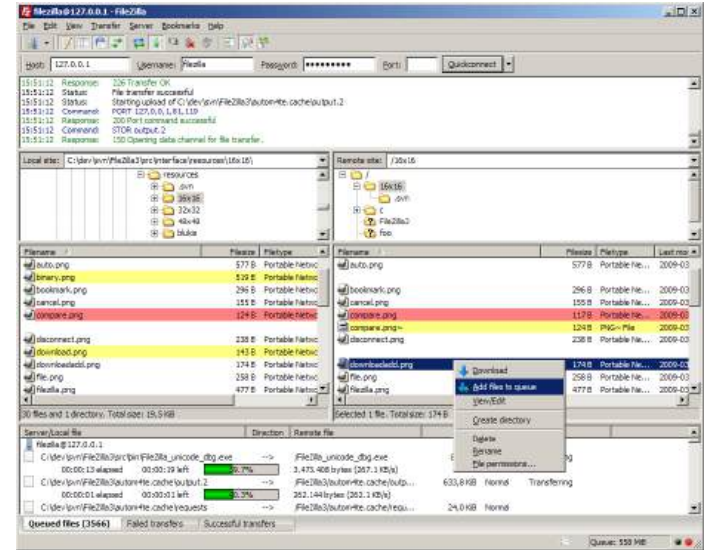 filezilla@127.0.0.1 - FileZilla
File Edit View Transfer Server Bookmarks Help
Host: 127.0.0.1 Username: filezilla Password: ●●●●●●●●● Port: Quickconnect
15:51:12 Response: 226 Transfer OK
15:51:12 Status: File transfer successful
15:51:12 Status: Starting upload of C:\dev\svn\FileZilla3\autom4te.cache\output.2
15:51:12 Command: PORT 127,0,0,1,81,119
15:51:12 Response: 200 Port command successful
15:51:12 Command: STOR output.2
15:51:12 Response: 150 Opening data channel for file transfer.
Local site: C:\dev\svn\FileZilla3\src\interface\resources\16x16\
resources
.svn
16x16
32x32
48x48
blukis
Remote site: /16x16
/
16x16
.svn
c
FileZilla3
foo
Filename Filesize Filetype
auto.png 577 B Portable Netwo
binary.png 519 B Portable Netwo
bookmark.png 296 B Portable Netwo
cancel.png 155 B Portable Netwo
compare.png 124 B Portable Netwo
disconnect.png 238 B Portable Netwo
download.png 143 B Portable Netwo
downloadadd.png 174 B Portable Netwo
file.png 258 B Portable Netwo
filezilla.png 477 B Portable Netwo
30 files and 1 directory. Total size: 19,5 KiB
Filename Filesize Filetype Last mo
auto.png 577 B Portable Ne... 2009-03
bookmark.png 296 B Portable Ne... 2009-03
cancel.png 155 B Portable Ne... 2009-03
compare.png 117 B Portable Ne... 2009-03
compare.png~ 124 B PNG~ File 2009-03
disconnect.png 238 B Portable Ne... 2009-03
downloadadd.png 174 B Portable Ne... 2009-03
file.png 258 B 2009-03
filezilla.png 477 B 2009-03
Selected 1 file. Total size: 174 B
Download
Add files to queue
View/Edit
Create directory
Delete
Rename
File permissions...
Server/Local file Direction Remote file
filezilla@127.0.0.1
C:\dev\svn\FileZilla3\src\bin\FileZilla_unicode_dbg.exe --> /FileZilla_unicode_dbg.exe
00:00:13 elapsed 00:00:19 left 3.473.408 bytes (267.1 KB/s)
C:\dev\svn\FileZilla3\autom4te.cache\output.2 --> /FileZilla3/autom4te.cache/outp... 633,8 KiB Normal Transferring
00:00:01 elapsed 00:00:01 left 262.144 bytes (262.1 KB/s)
C:\dev\svn\FileZilla3\autom4te.cache\requests --> /FileZilla3/autom4te.cache/requ... 24,0 KiB Normal
Queued files (3566) Failed transfers Successful transfers
Queue: 558 MiB